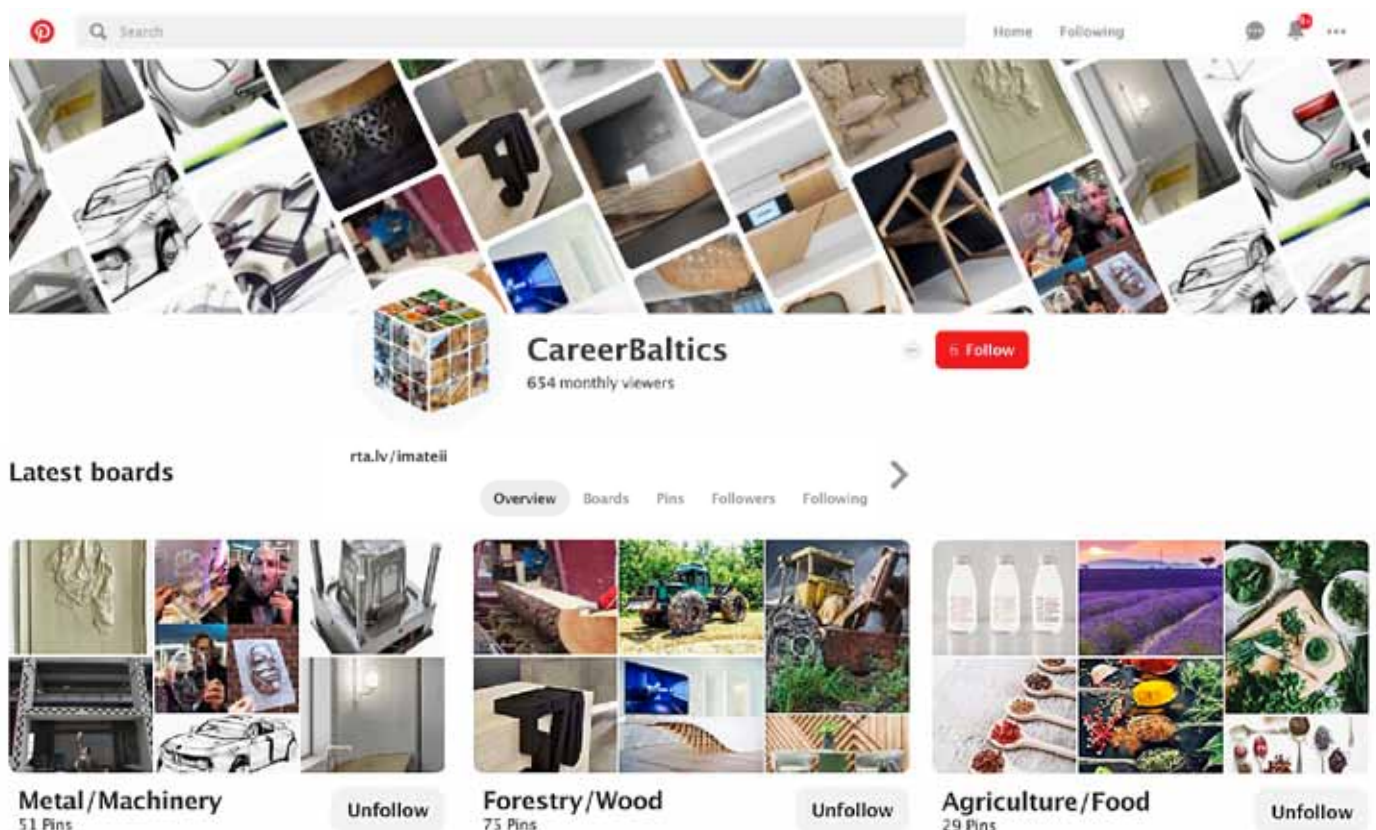 Search
Home Following
CareerBaltics
Follow
654 monthly viewers
rta.lv/imateii
Latest boards
Overview Boards Pins Followers Following
Metal/Machinery Unfollow
51 Pins
Forestry/Wood Unfollow
75 Pins
Agriculture/Food Unfollow
29 Pins